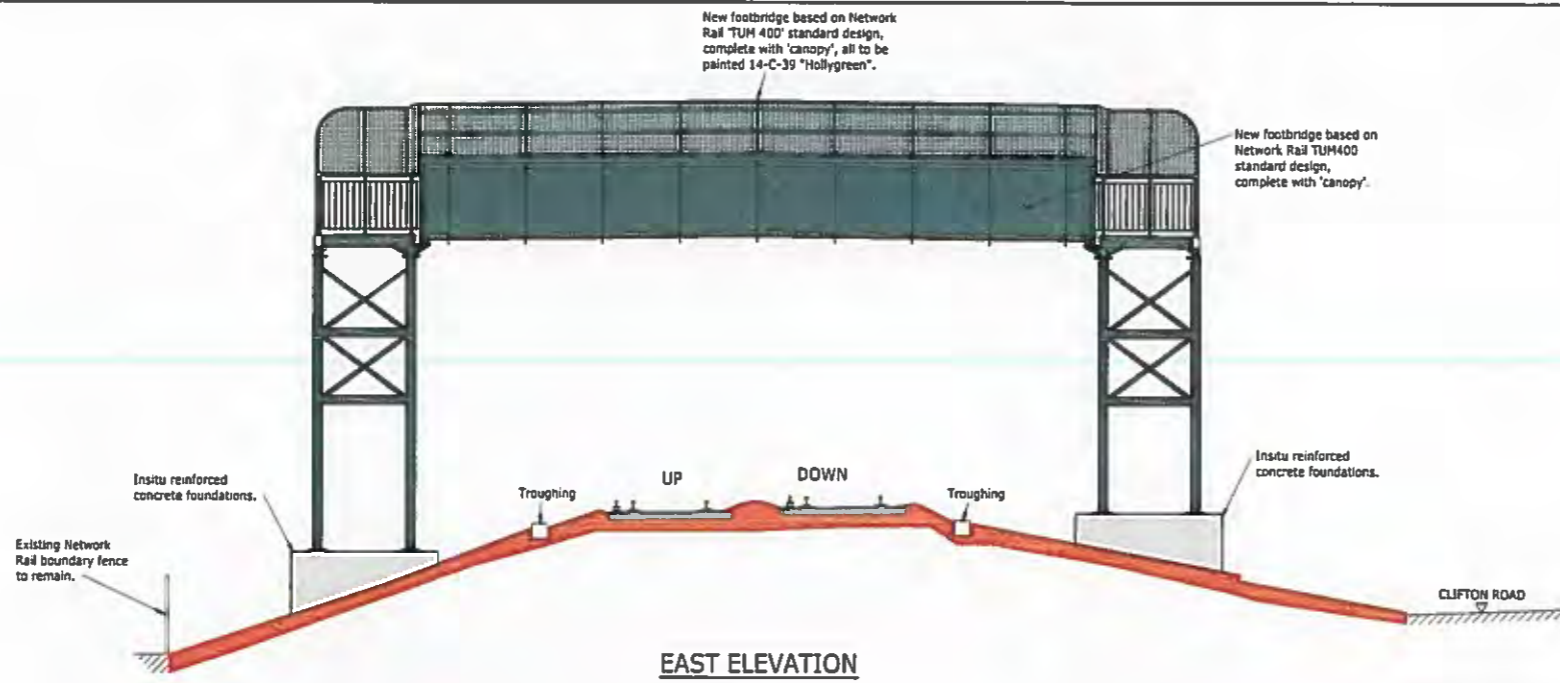 New footbridge based on Network
Rail 'TUM 400' standard design,
complete with 'canopy', all to be
painted 14-C-39 "Hollygreen".
New footbridge based on
Network Rail TUM400
standard design,
complete with 'canopy'.
Insitu reinforced
concrete foundations.
Troughing
UP
DOWN
Troughing
Insitu reinforced
concrete foundations.
Existing Network
Rail boundary fence
to remain.
CLIFTON ROAD
EAST ELEVATION